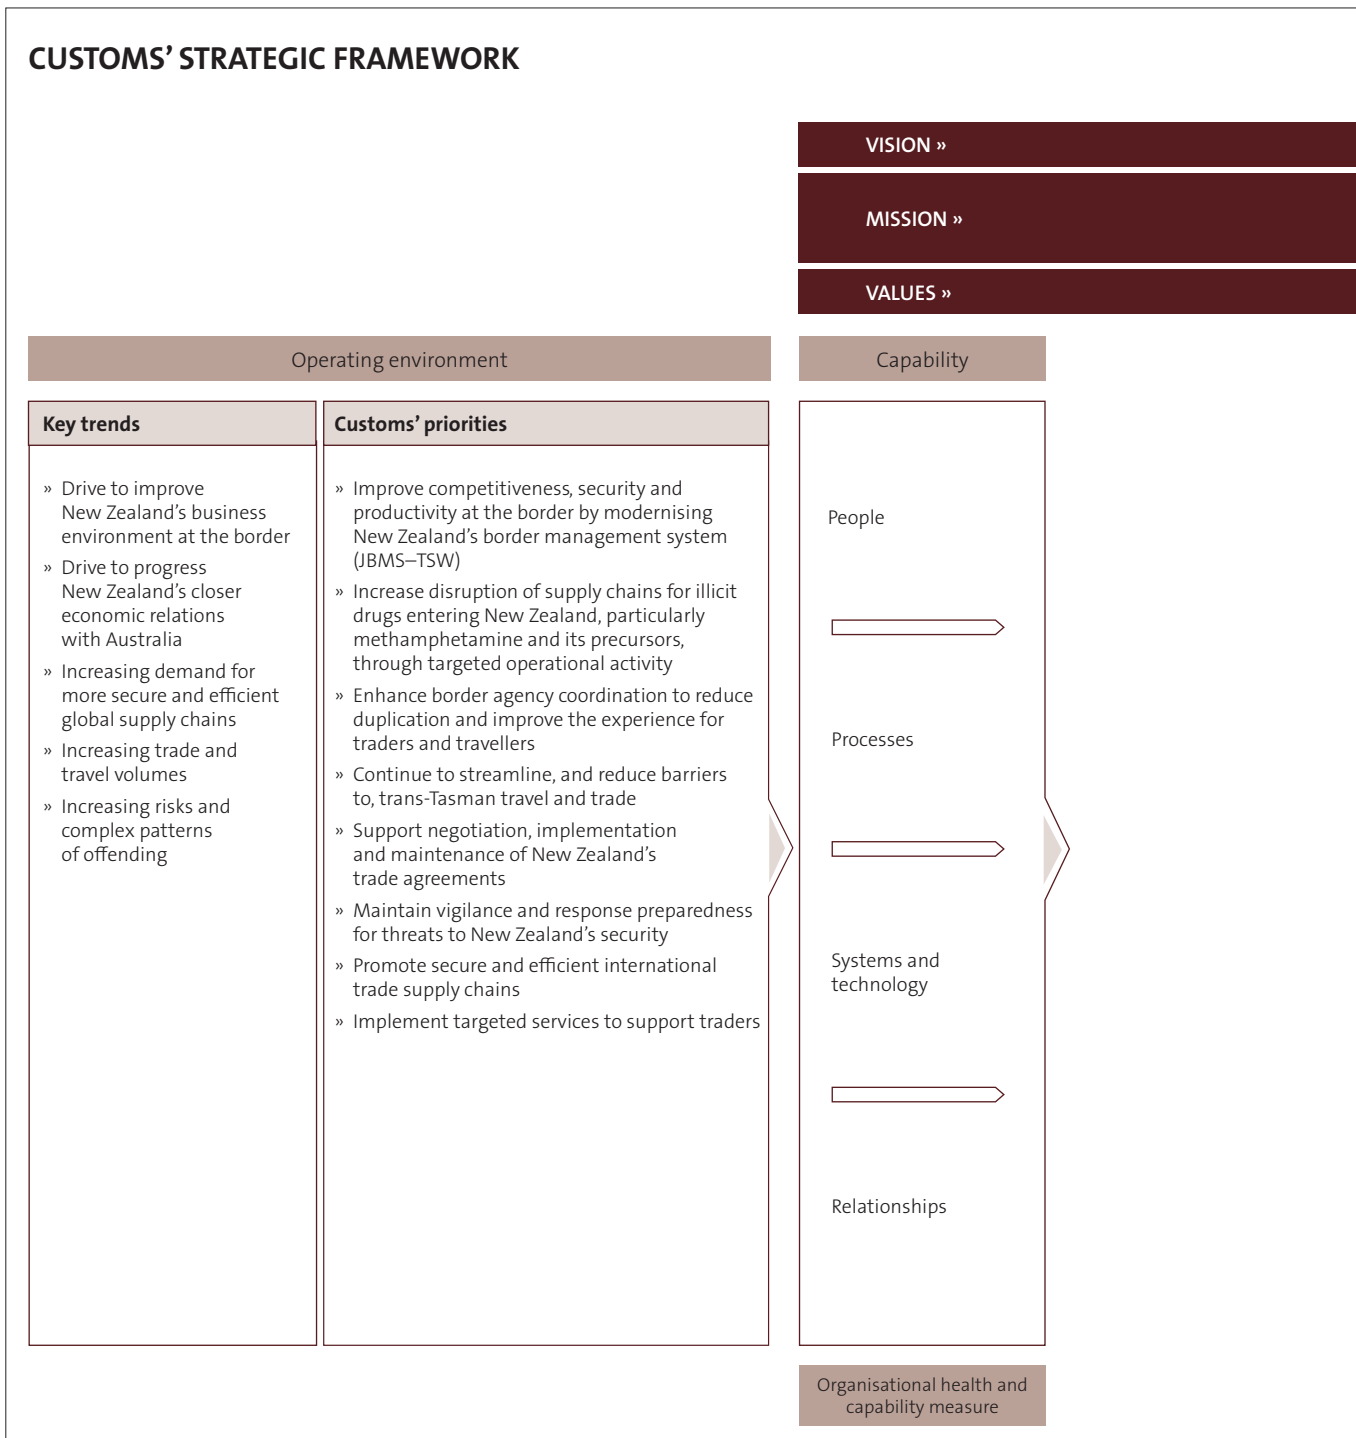 CUSTOMS’ STRATEGIC FRAMEWORK
VISION »
MISSION »
VALUES »
Operating environment
Capability
Key trends
» Drive to improve
New Zealand’s business
environment at the border
» Drive to progress
New Zealand’s closer
economic relations
with Australia
» Increasing demand for
more secure and efficient
global supply chains
» Increasing trade and
travel volumes
» Increasing risks and
complex patterns
of offending
Customs’ priorities
» Improve competitiveness, security and
productivity at the border by modernising
New Zealand’s border management system
(JBMS–TSW)
» Increase disruption of supply chains for illicit
drugs entering New Zealand, particularly
methamphetamine and its precursors,
through targeted operational activity
» Enhance border agency coordination to reduce
duplication and improve the experience for
traders and travellers
» Continue to streamline, and reduce barriers
to, trans-Tasman travel and trade
» Support negotiation, implementation
and maintenance of New Zealand’s
trade agreements
» Maintain vigilance and response preparedness
for threats to New Zealand’s security
» Promote secure and efficient international
trade supply chains
» Implement targeted services to support traders
People
Processes
Systems and
technology
Relationships
Organisational health and
capability measure